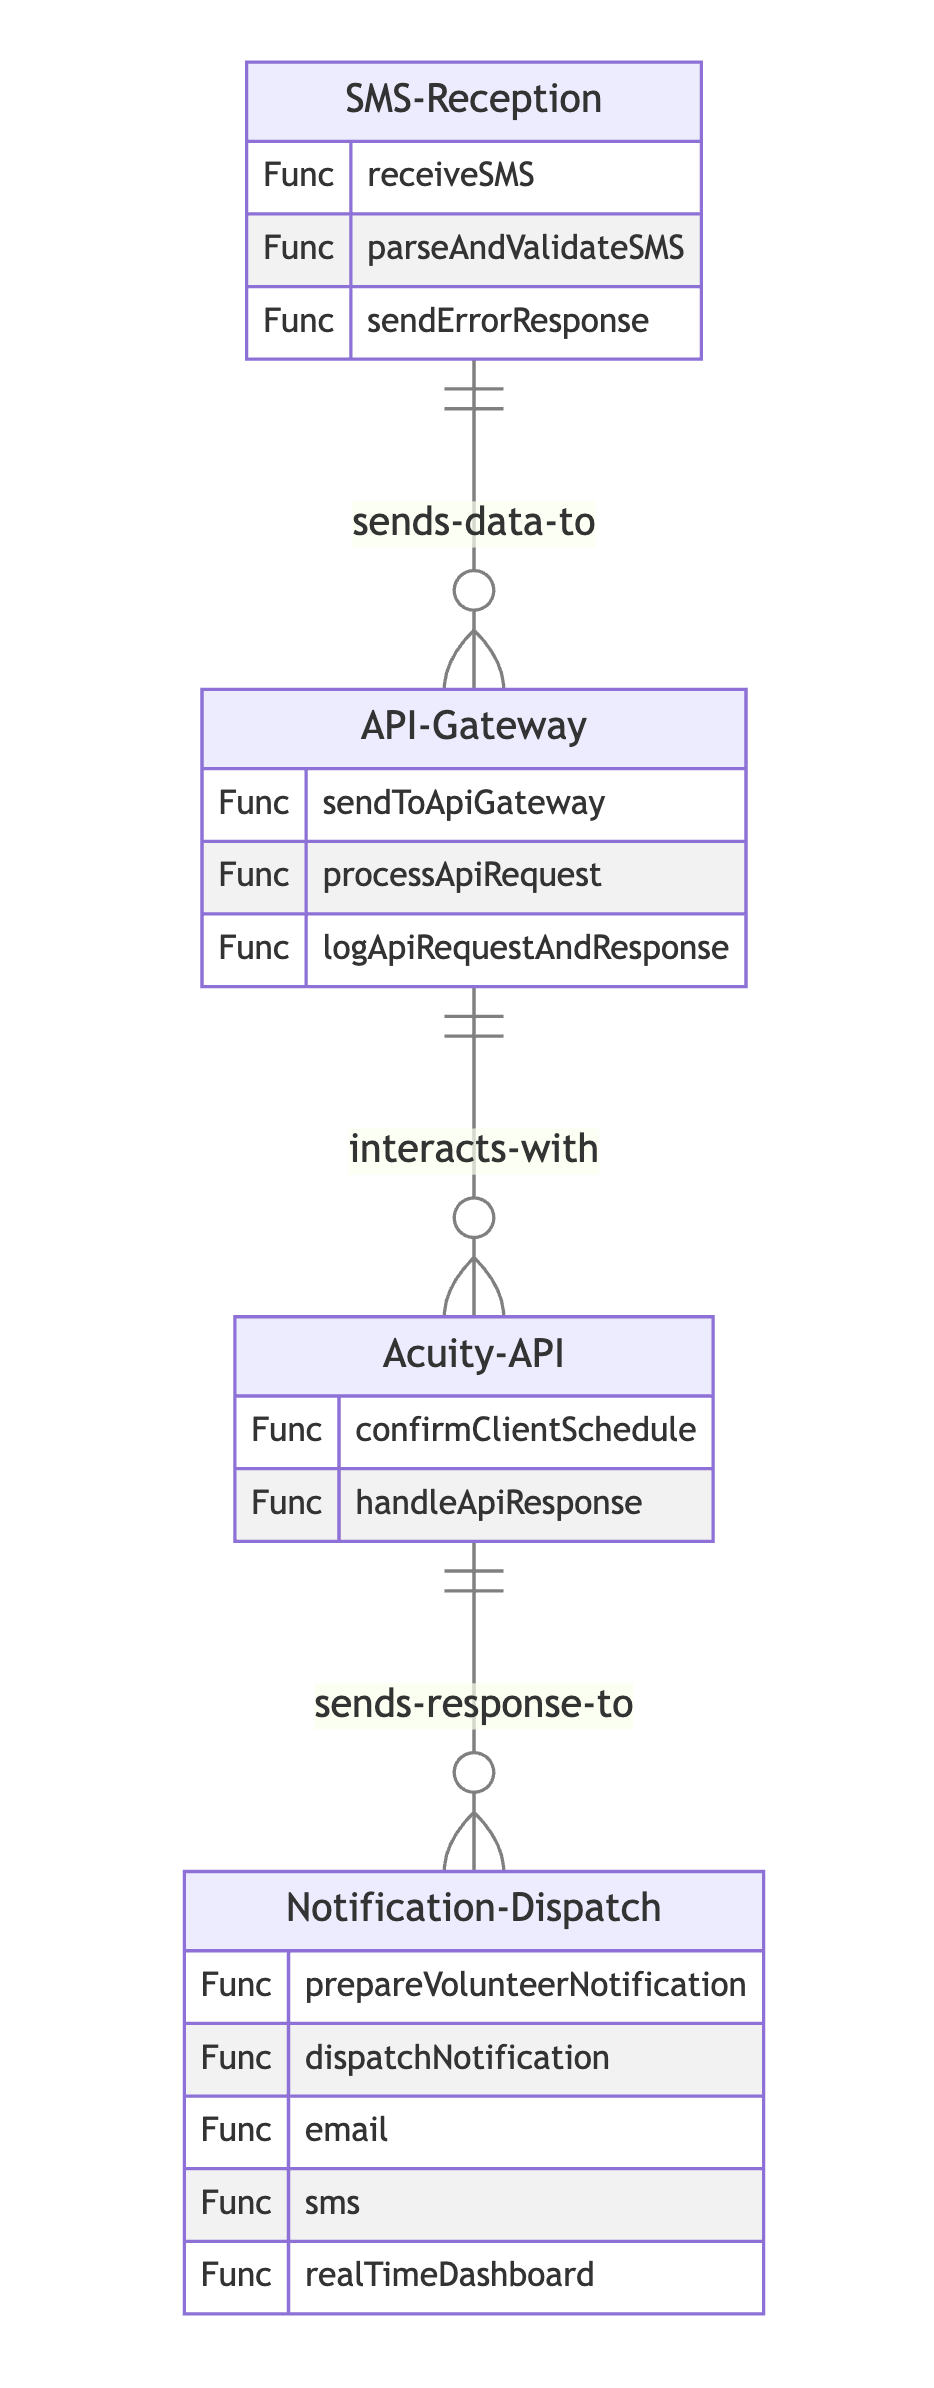 SMS-Reception
Func receiveSMS
Func parseAndValidateSMS
Func sendErrorResponse
sends-data-to
API-Gateway
Func sendToApiGateway
Func processApiRequest
Func logApiRequestAndResponse
interacts-with
Acuity-API
Func confirmClientSchedule
Func handleApiResponse
sends-response-to
Notification-Dispatch
Func prepareVolunteerNotification
Func dispatchNotification
Func email
Func sms
Func realTimeDashboard